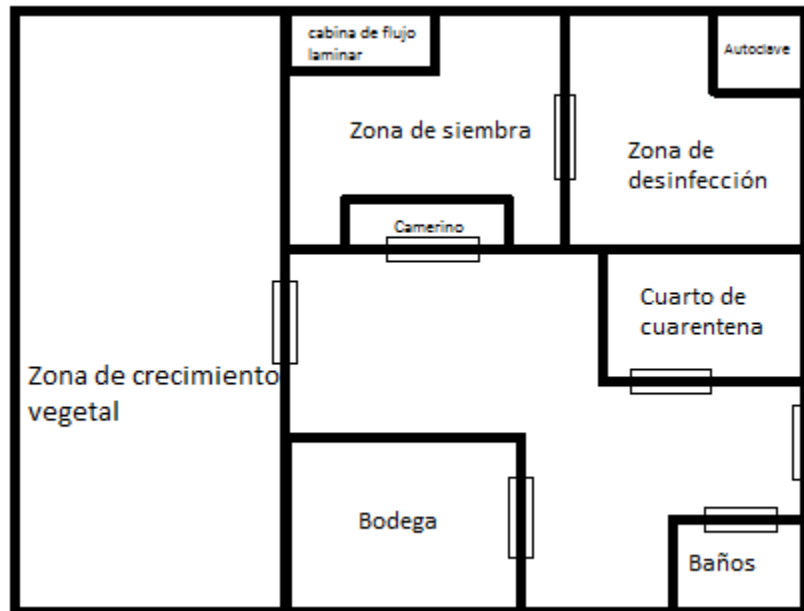 cabina de flujo
laminar
Autoclave
Zona de siembra
Zona de
desinfección
Camerino
Cuarto de
cuarentena
Zona de crecimiento
vegetal
Bodega
Baños